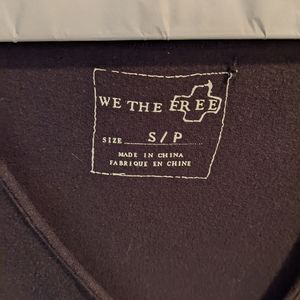 WE THE FREE
SIZE S/P
MADE IN CHINA
FABRIQUE EN CHINE